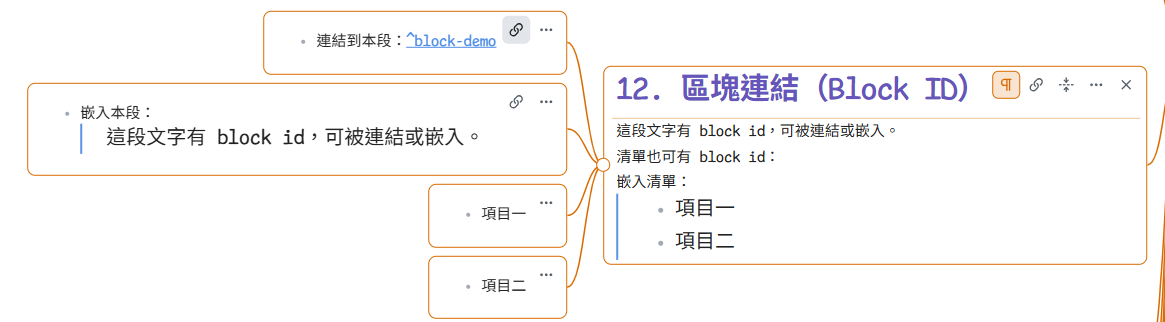 連結到本段：^block-demo
嵌入本段：
這段文字有 block id，可被連結或嵌入。
項目一
項目二
12. 區塊連結（Block ID）
這段文字有 block id，可被連結或嵌入。
清單也可有 block id：
嵌入清單：
項目一
項目二